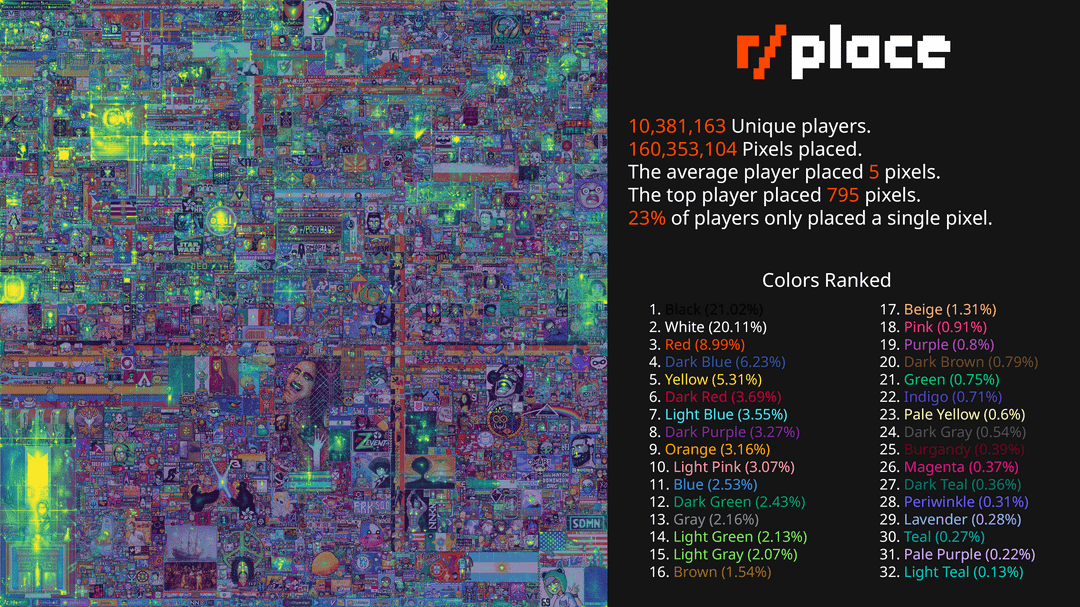 r/place
10,381,163 Unique players.
160,353,104 Pixels placed.
The average player placed 5 pixels.
The top player placed 795 pixels.
23% of players only placed a single pixel.
Colors Ranked
1. Black (21.02%)
2. White (20.11%)
3. Red (8.99%)
4. Dark Blue (6.23%)
5. Yellow (5.31%)
6. Dark Red (3.69%)
7. Light Blue (3.55%)
8. Dark Purple (3.27%)
9. Orange (3.16%)
10. Light Pink (3.07%)
11. Blue (2.53%)
12. Dark Green (2.43%)
13. Gray (2.16%)
14. Light Green (2.13%)
15. Light Gray (2.07%)
16. Brown (1.54%)
17. Beige (1.31%)
18. Pink (0.91%)
19. Purple (0.8%)
20. Dark Brown (0.79%)
21. Green (0.75%)
22. Indigo (0.71%)
23. Pale Yellow (0.6%)
24. Dark Gray (0.54%)
25. Burgandy (0.39%)
26. Magenta (0.37%)
27. Dark Teal (0.36%)
28. Periwinkle (0.31%)
29. Lavender (0.28%)
30. Teal (0.27%)
31. Pale Purple (0.22%)
32. Light Teal (0.13%)
STAR
WARS
SDMN